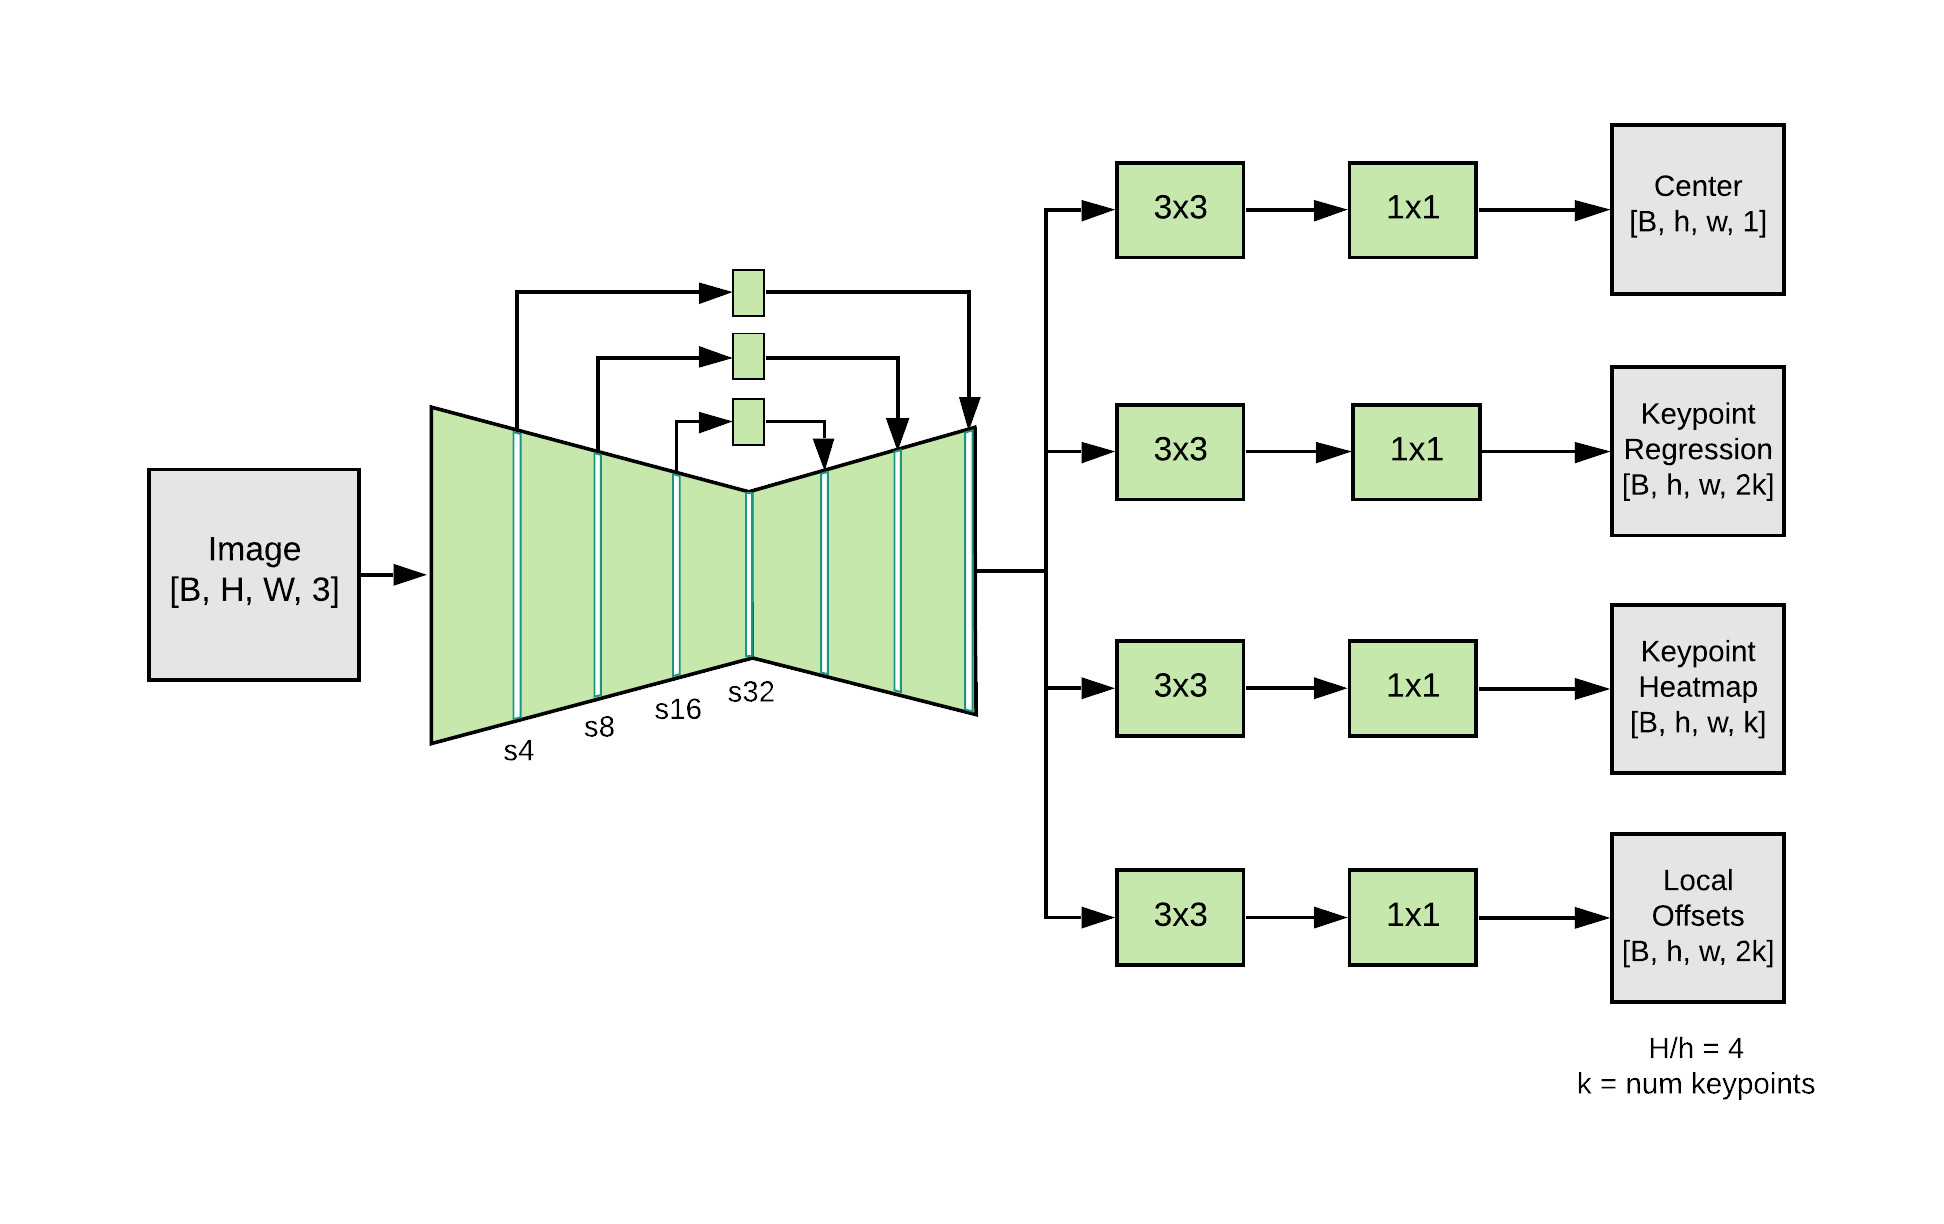 Image
[B, H, W, 3]
s4
s8
s16
s32
3x3
1x1
Center
[B, h, w, 1]
3x3
1x1
Keypoint
Regression
[B, h, w, 2k]
3x3
1x1
Keypoint
Heatmap
[B, h, w, k]
3x3
1x1
Local
Offsets
[B, h, w, 2k]
H/h = 4
k = num keypoints